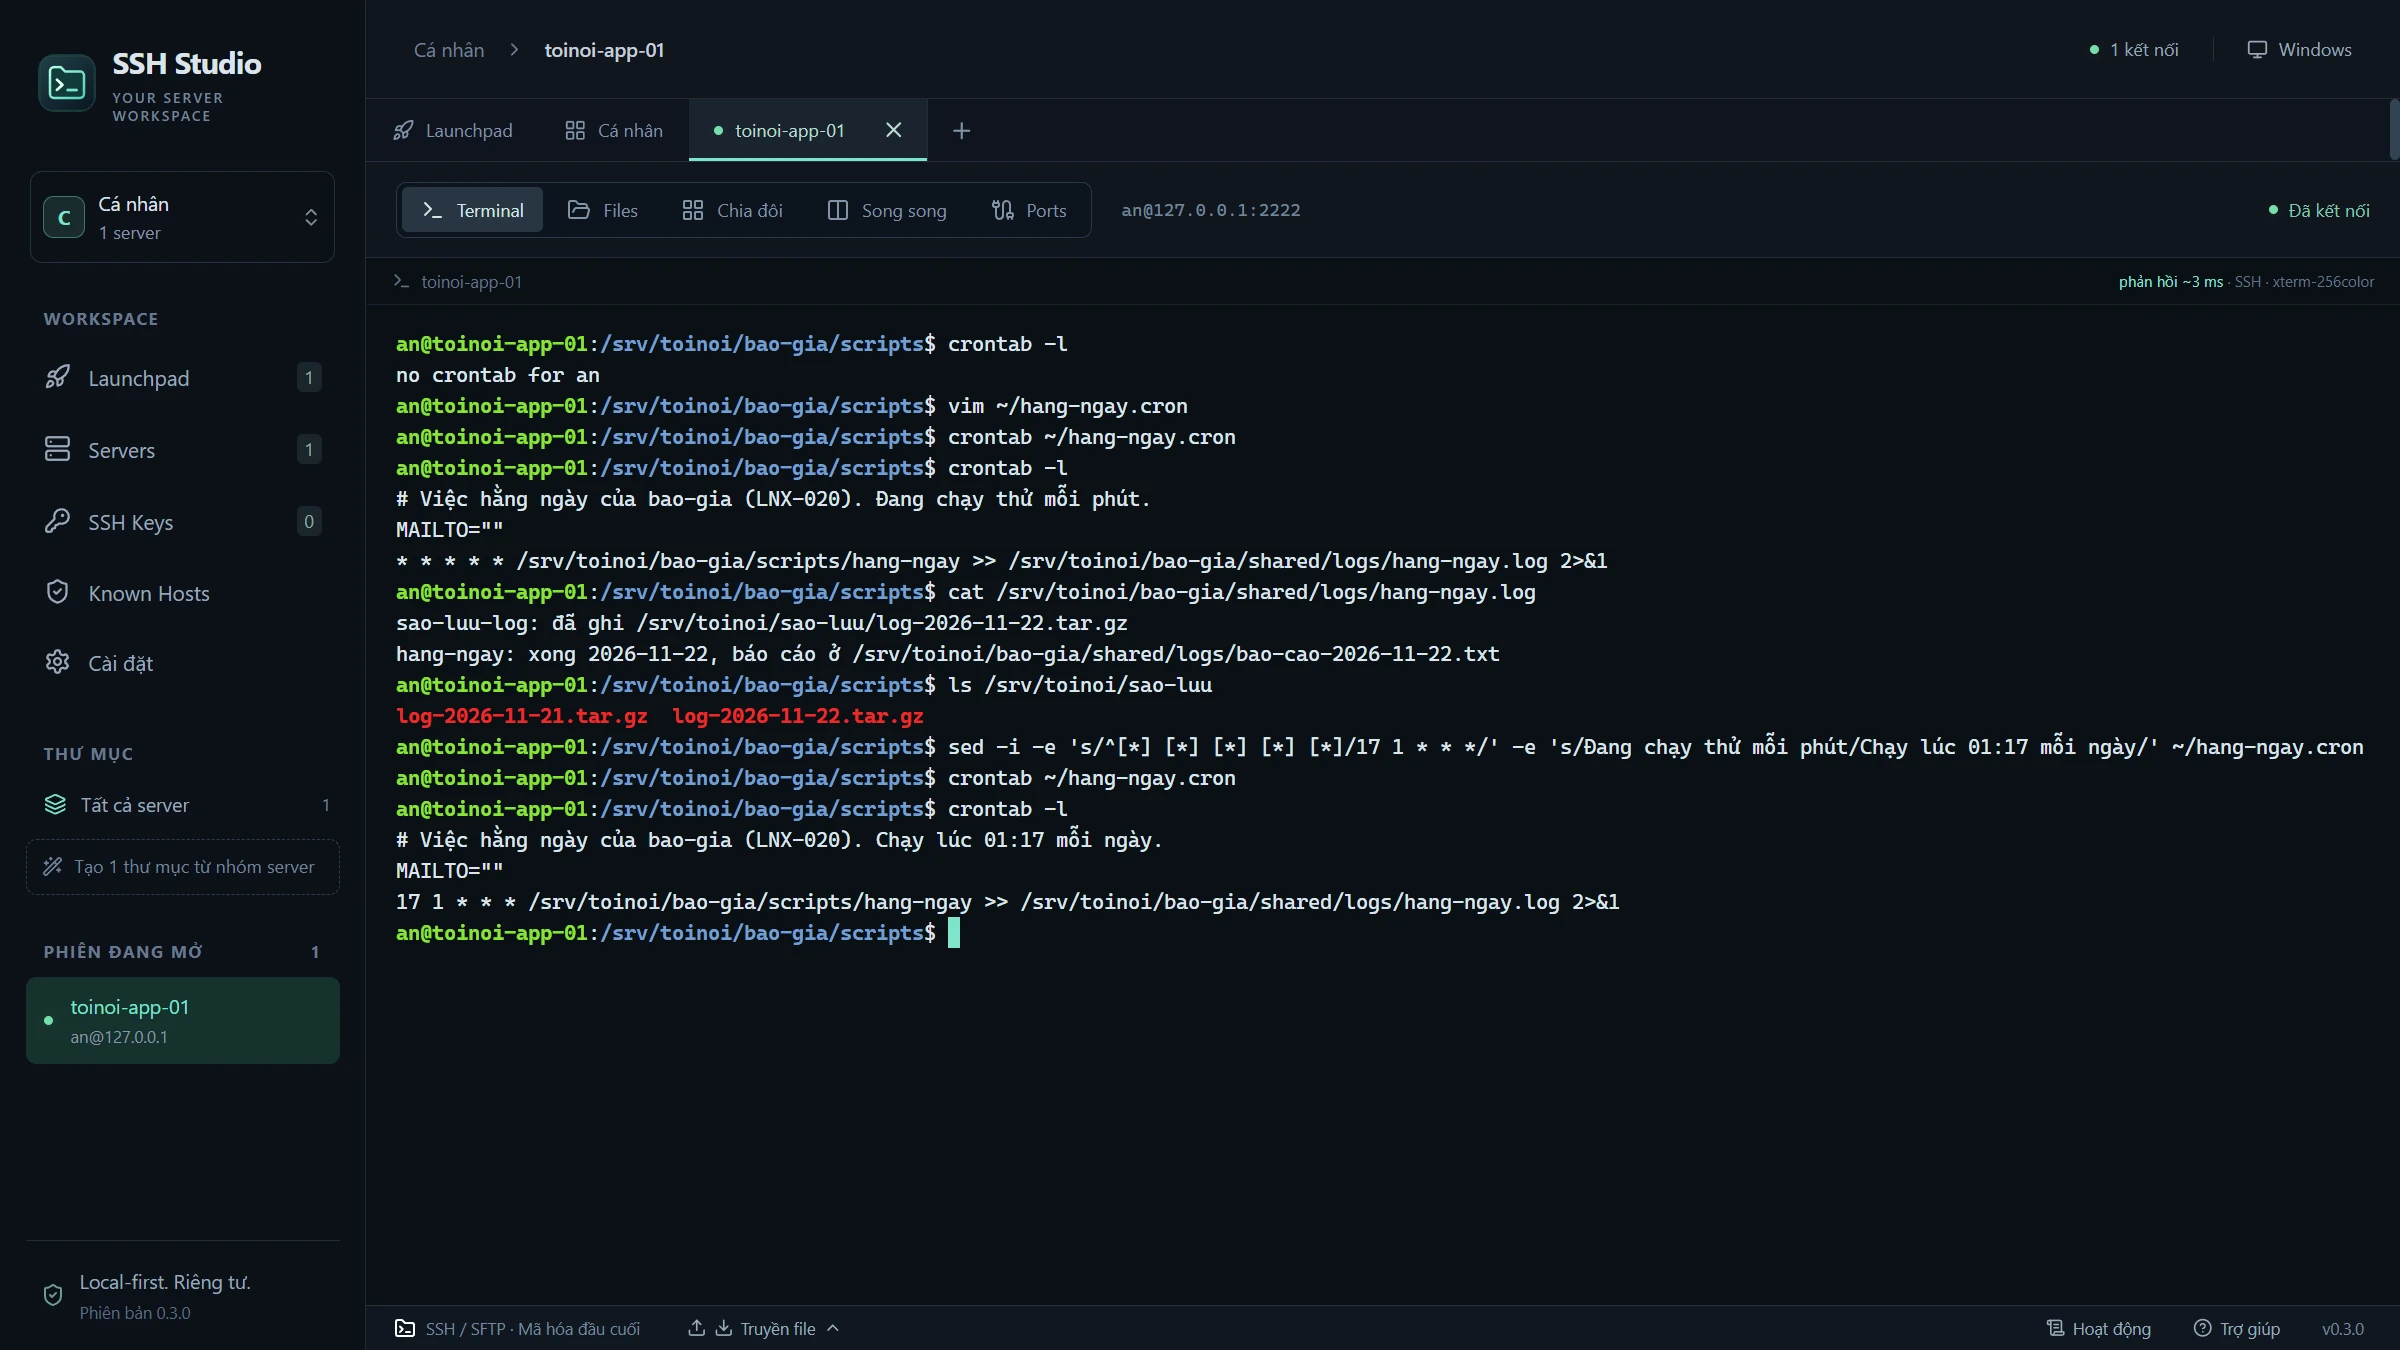 SSH Studio
YOUR SERVER
WORKSPACE
C
Cá nhân
1 server
WORKSPACE
Launchpad 1
Servers 1
SSH Keys 0
Known Hosts
Cài đặt
THƯ MỤC
Tất cả server 1
Tạo 1 thư mục từ nhóm server
PHIÊN ĐANG MỞ 1
toinoi-app-01
an@127.0.0.1
Local-first. Riêng tư.
Phiên bản 0.3.0
Cá nhân > toinoi-app-01
1 kết nối
Windows
Launchpad
Cá nhân
toinoi-app-01
Terminal
Files
Chia đôi
Song song
Ports
an@127.0.0.1:2222
Đã kết nối
toinoi-app-01
phản hồi ~3 ms · SSH · xterm-256color
an@toinoi-app-01:/srv/toinoi/bao-gia/scripts$ crontab -l
no crontab for an
an@toinoi-app-01:/srv/toinoi/bao-gia/scripts$ vim ~/hang-ngay.cron
an@toinoi-app-01:/srv/toinoi/bao-gia/scripts$ crontab ~/hang-ngay.cron
an@toinoi-app-01:/srv/toinoi/bao-gia/scripts$ crontab -l
# Việc hằng ngày của bao-gia (LNX-020). Đang chạy thử mỗi phút.
MAILTO=""
* * * * * /srv/toinoi/bao-gia/scripts/hang-ngay >> /srv/toinoi/bao-gia/shared/logs/hang-ngay.log 2>&1
an@toinoi-app-01:/srv/toinoi/bao-gia/scripts$ cat /srv/toinoi/bao-gia/shared/logs/hang-ngay.log
sao-luu-log: đã ghi /srv/toinoi/sao-luu/log-2026-11-22.tar.gz
hang-ngay: xong 2026-11-22, báo cáo ở /srv/toinoi/bao-gia/shared/logs/bao-cao-2026-11-22.txt
an@toinoi-app-01:/srv/toinoi/bao-gia/scripts$ ls /srv/toinoi/sao-luu
log-2026-11-21.tar.gz  log-2026-11-22.tar.gz
an@toinoi-app-01:/srv/toinoi/bao-gia/scripts$ sed -i -e 's/^[*] [*] [*] [*] [*]/17 1 * * */' -e 's/Đang chạy thử mỗi phút/Chạy lúc 01:17 mỗi ngày/' ~/hang-ngay.cron
an@toinoi-app-01:/srv/toinoi/bao-gia/scripts$ crontab ~/hang-ngay.cron
an@toinoi-app-01:/srv/toinoi/bao-gia/scripts$ crontab -l
# Việc hằng ngày của bao-gia (LNX-020). Chạy lúc 01:17 mỗi ngày.
MAILTO=""
17 1 * * * /srv/toinoi/bao-gia/scripts/hang-ngay >> /srv/toinoi/bao-gia/shared/logs/hang-ngay.log 2>&1
an@toinoi-app-01:/srv/toinoi/bao-gia/scripts$
SSH / SFTP · Mã hóa đầu cuối
Truyền file
Hoạt động
Trợ giúp
v0.3.0